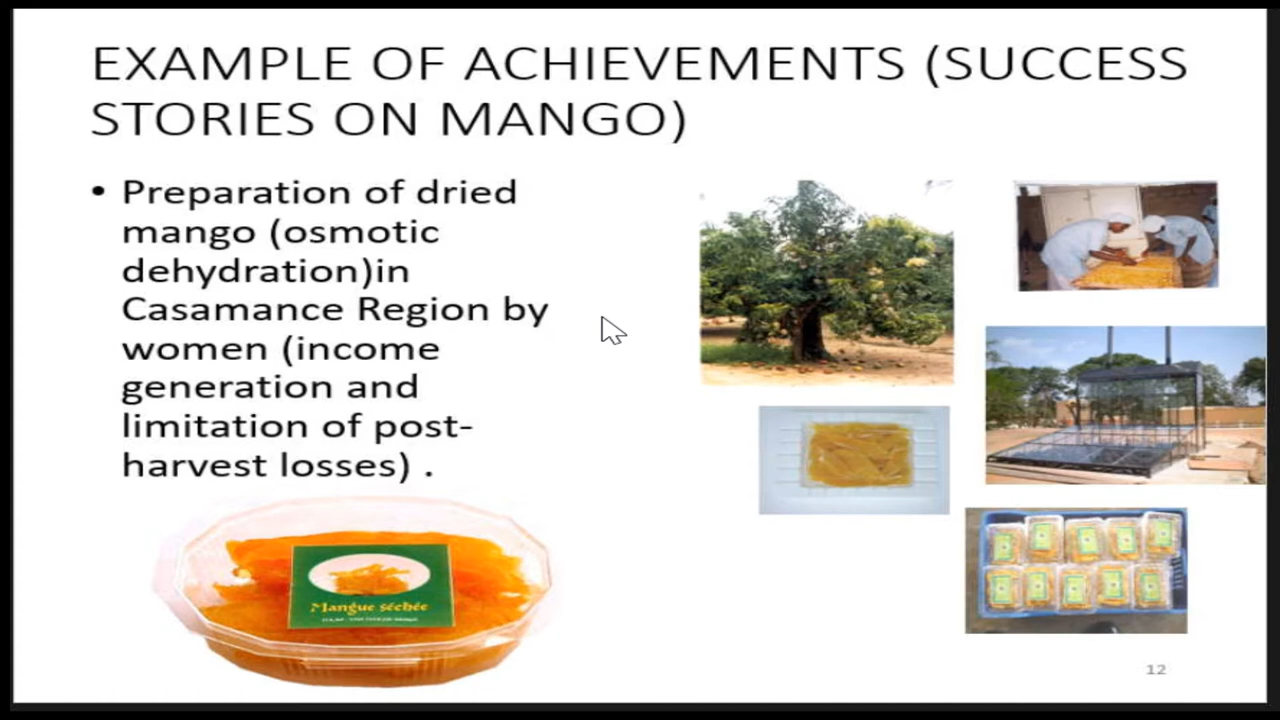 EXAMPLE OF ACHIEVEMENTS (SUCCESS
STORIES ON MANGO)
• Preparation of dried
mango (osmotic
dehydration)in
Casamance Region by
women (income
generation and
limitation of post-
harvest losses) .
Mangue séchée
12